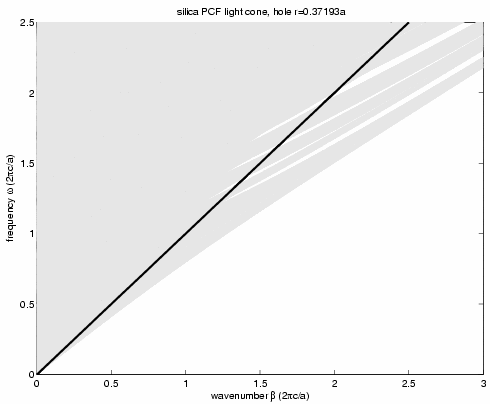 silica PCF light cone, hole r=0.37193a
2.5
2
1.5
1
0.5
0
frequency ω (2πc/a)
0 0.5 1 1.5 2 2.5 3
wavenumber β (2πc/a)